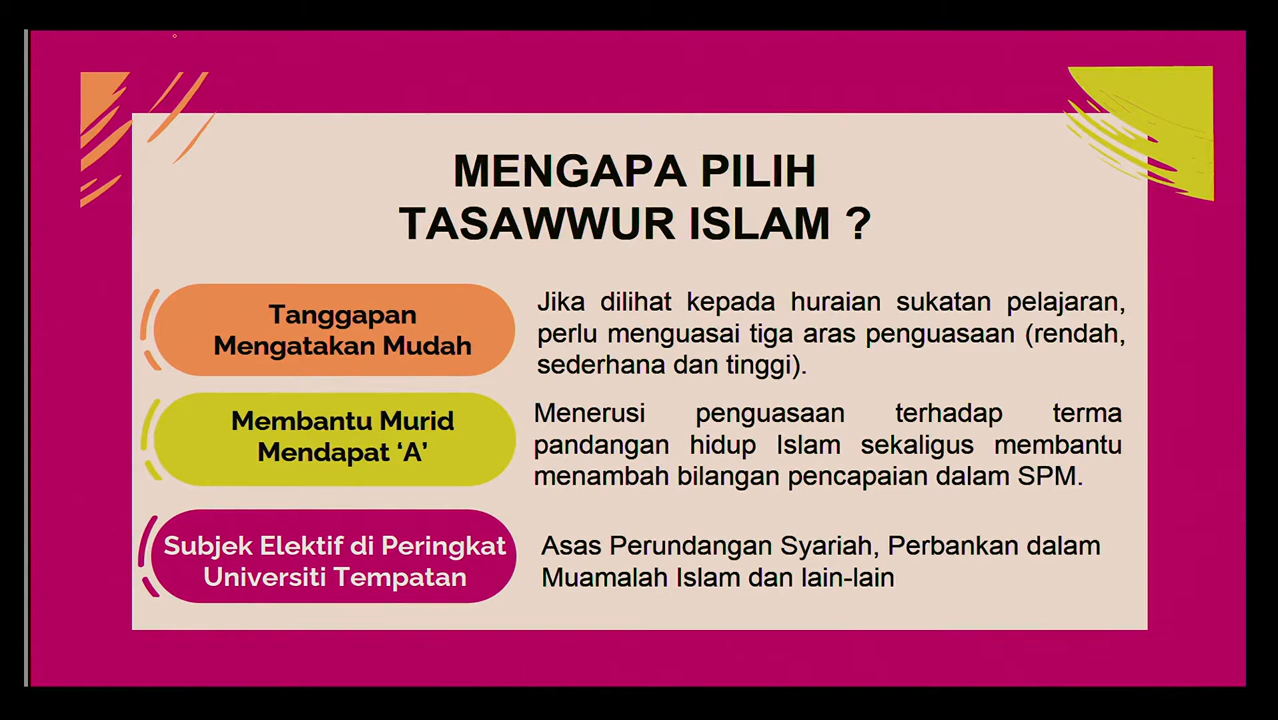 MENGAPA PILIH
TASAWWUR ISLAM ?
Tanggapan
Mengatakan Mudah
Jika dilihat kepada huraian sukatan pelajaran,
perlu menguasai tiga aras penguasaan (rendah,
sederhana dan tinggi).
Membantu Murid
Mendapat ‘A’
Menerusi penguasaan terhadap terma
pandangan hidup Islam sekaligus membantu
menambah bilangan pencapaian dalam SPM.
Subjek Elektif di Peringkat
Universiti Tempatan
Asas Perundangan Syariah, Perbankan dalam
Muamalah Islam dan lain-lain